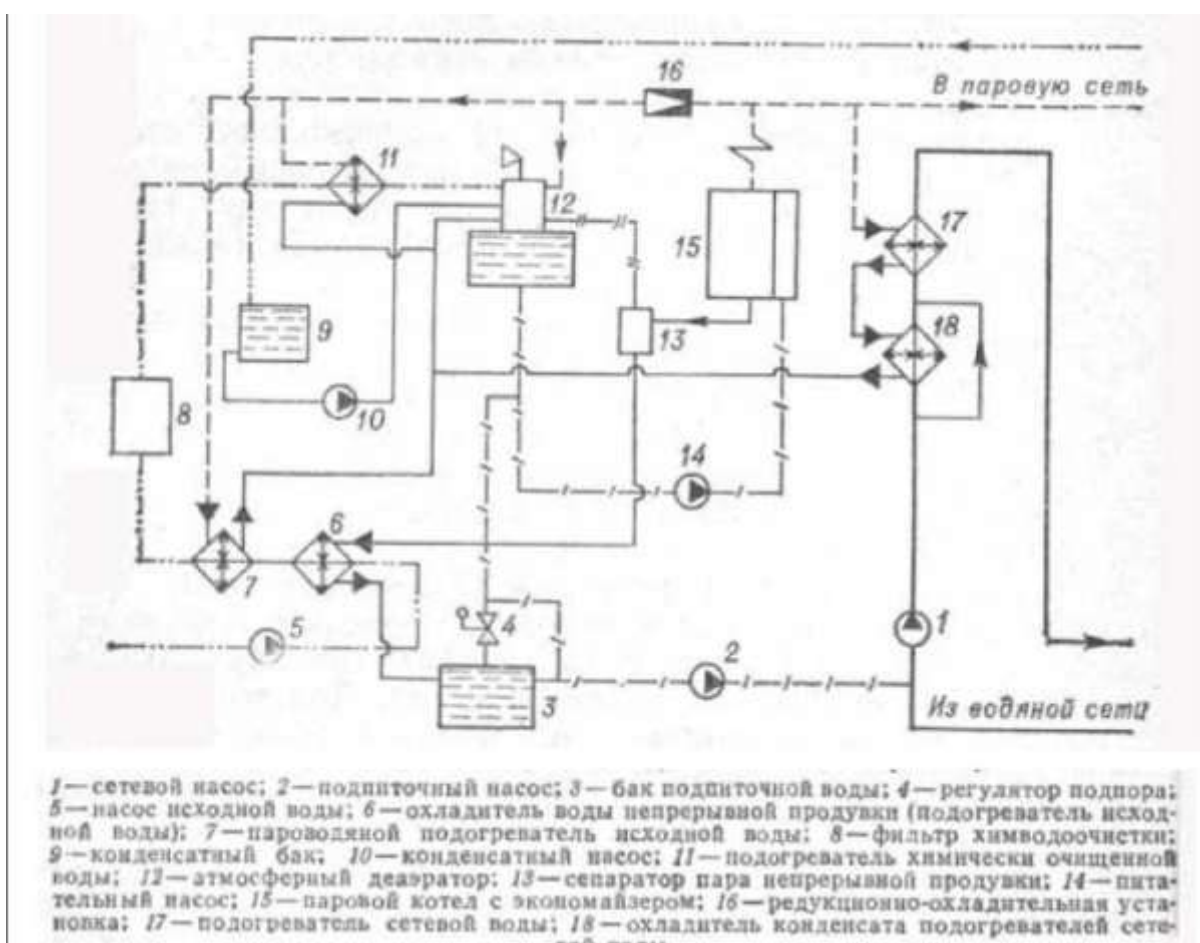 16
В паровую сеть
11
12
17
15
9
13
18
8
10
14
6
7
5
4
1
2
3
Из водяной сети
1—сетевой насос; 2—подпиточный насос; 3—бак подпиточной воды; 4—регулятор подпора;
5—насос исходной воды; 6—охладитель воды непрерывной продувки (подогреватель исход-
ной воды); 7—пароводяной подогреватель исходной воды; 8—фильтр химводоочистки;
9—конденсатный бак; 10—конденсатный насос; 11—подогреватель химически очищенной
воды; 12—атмосферный деаэратор; 13—сепаратор пара непрерывной продувки; 14—пита-
тельный насос; 15—паровой котел с экономайзером; 16—редукционно-охладительная уста-
новка; 17—подогреватель сетевой воды; 18—охладитель конденсата подогревателей сете-